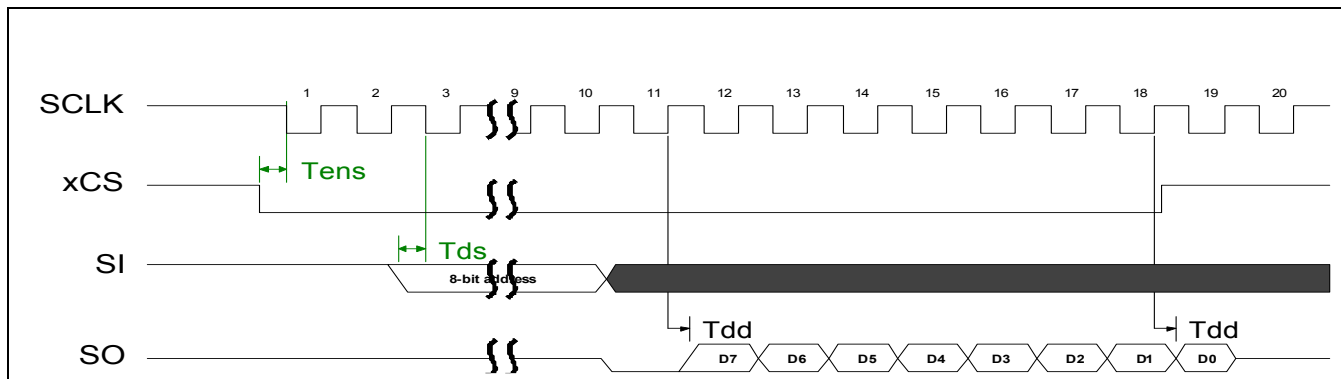 1 2 3 9 10 11 12 13 14 15 16 17 18 19 20
SCLK
Tens
xCS
Tds
SI
8-bit address
Tdd Tdd
SO
D7 D6 D5 D4 D3 D2 D1 D0